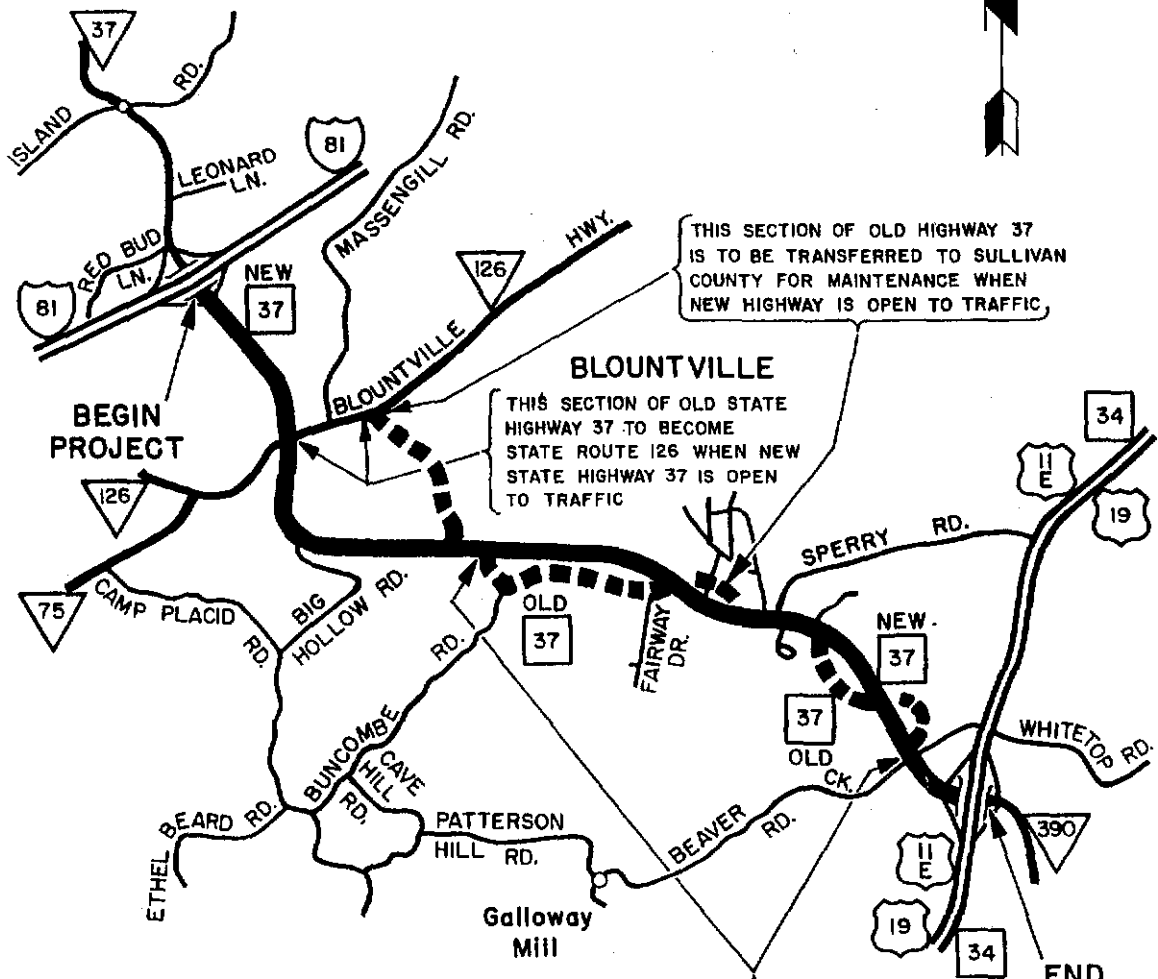 37
ISLAND RD.
LEONARD
LN.
81
MASSENGILL RD.
RED BUD
LN.
81
NEW
37
126
BLOUNTVILLE HWY.
THIS SECTION OF OLD HIGHWAY 37
IS TO BE TRANSFERRED TO SULLIVAN
COUNTY FOR MAINTENANCE WHEN
NEW HIGHWAY IS OPEN TO TRAFFIC
BEGIN
PROJECT
BLOUNTVILLE
THIS SECTION OF OLD STATE
HIGHWAY 37 TO BECOME
STATE ROUTE 126 WHEN NEW
STATE HIGHWAY 37 IS OPEN
TO TRAFFIC
34
11
E
19
126
75
CAMP PLACID RD.
BIG
HOLLOW RD.
SPERRY RD.
OLD
37
FAIRWAY
DR.
NEW
37
37
OLD
WHITETOP RD.
BUNCOMBE RD.
CAVE
HILL
RD.
ETHEL BEARD RD.
PATTERSON
HILL RD.
BEAVER CK.
RD.
390
11
E
Galloway
Mill
19
34
END